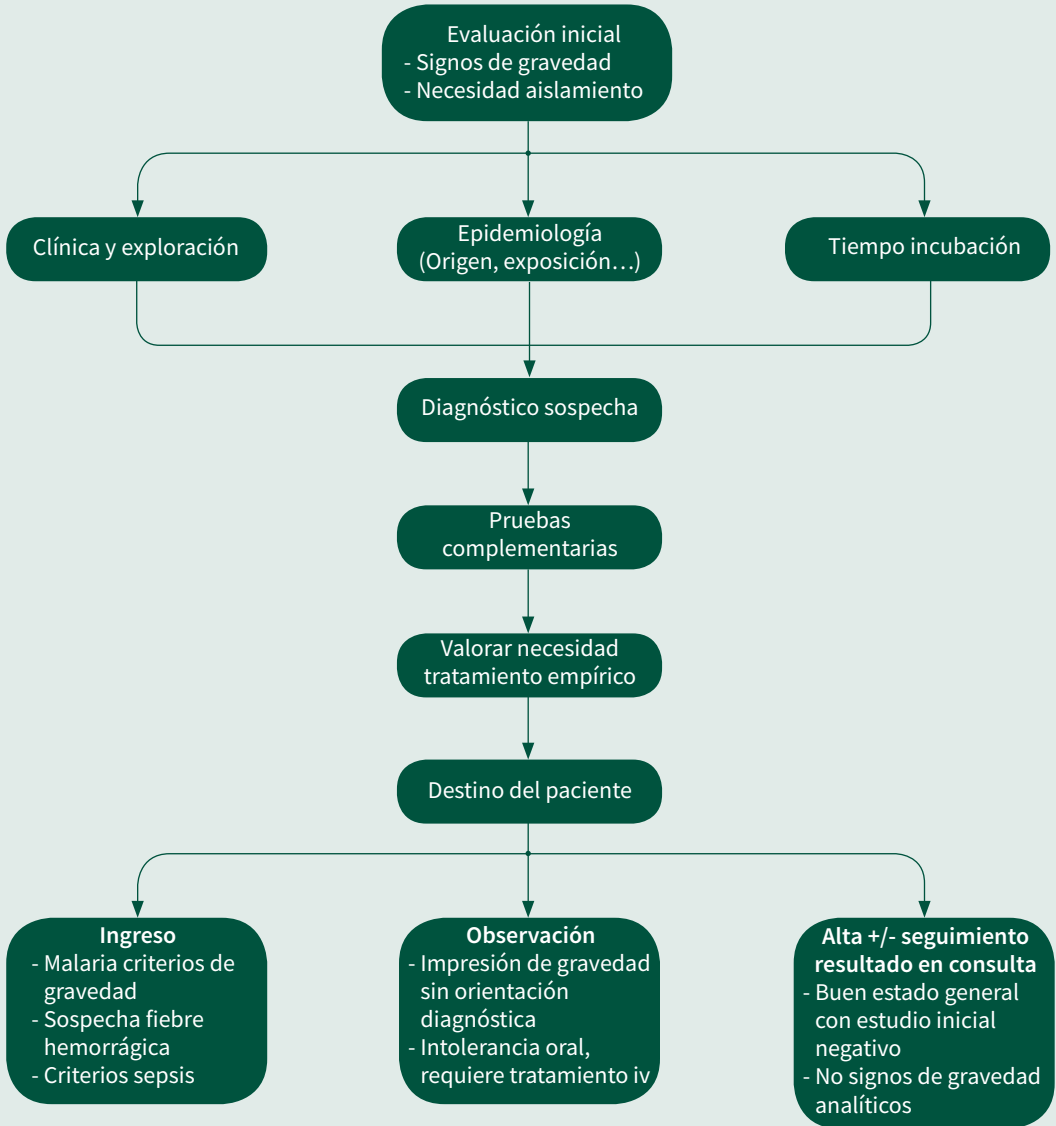 Evaluación inicial
- Signos de gravedad
- Necesidad aislamiento
Clínica y exploración
Epidemiología
(Origen, exposición…)
Tiempo incubación
Diagnóstico sospecha
Pruebas
complementarias
Valorar necesidad
tratamiento empírico
Destino del paciente
Ingreso
- Malaria criterios de
gravedad
- Sospecha fiebre
hemorrágica
- Criterios sepsis
Observación
- Impresión de gravedad
sin orientación
diagnóstica
- Intolerancia oral,
requiere tratamiento iv
Alta +/- seguimiento
resultado en consulta
- Buen estado general
con estudio inicial
negativo
- No signos de gravedad
analíticos